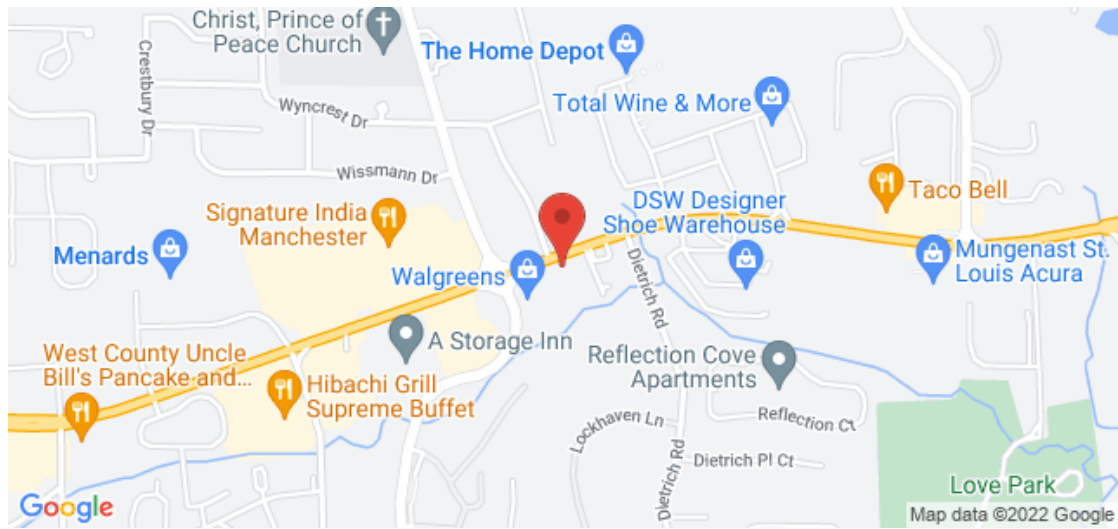 Christ, Prince of
Peace Church
Crestbury Dr
The Home Depot
Wyncrest Dr
Total Wine & More
Wissmann Dr
Taco Bell
Signature India
Manchester
DSW Designer
Shoe Warehouse
Menards
Walgreens
Mungenast St.
Louis Acura
Dietrich Rd
A Storage Inn
West County Uncle
Bill's Pancake and...
Hibachi Grill
Supreme Buffet
Reflection Cove
Apartments
Reflection Ct
Lockhaven Ln
Dietrich Pl Ct
Dietrich Rd
Love Park
Google
Map data ©2022 Google